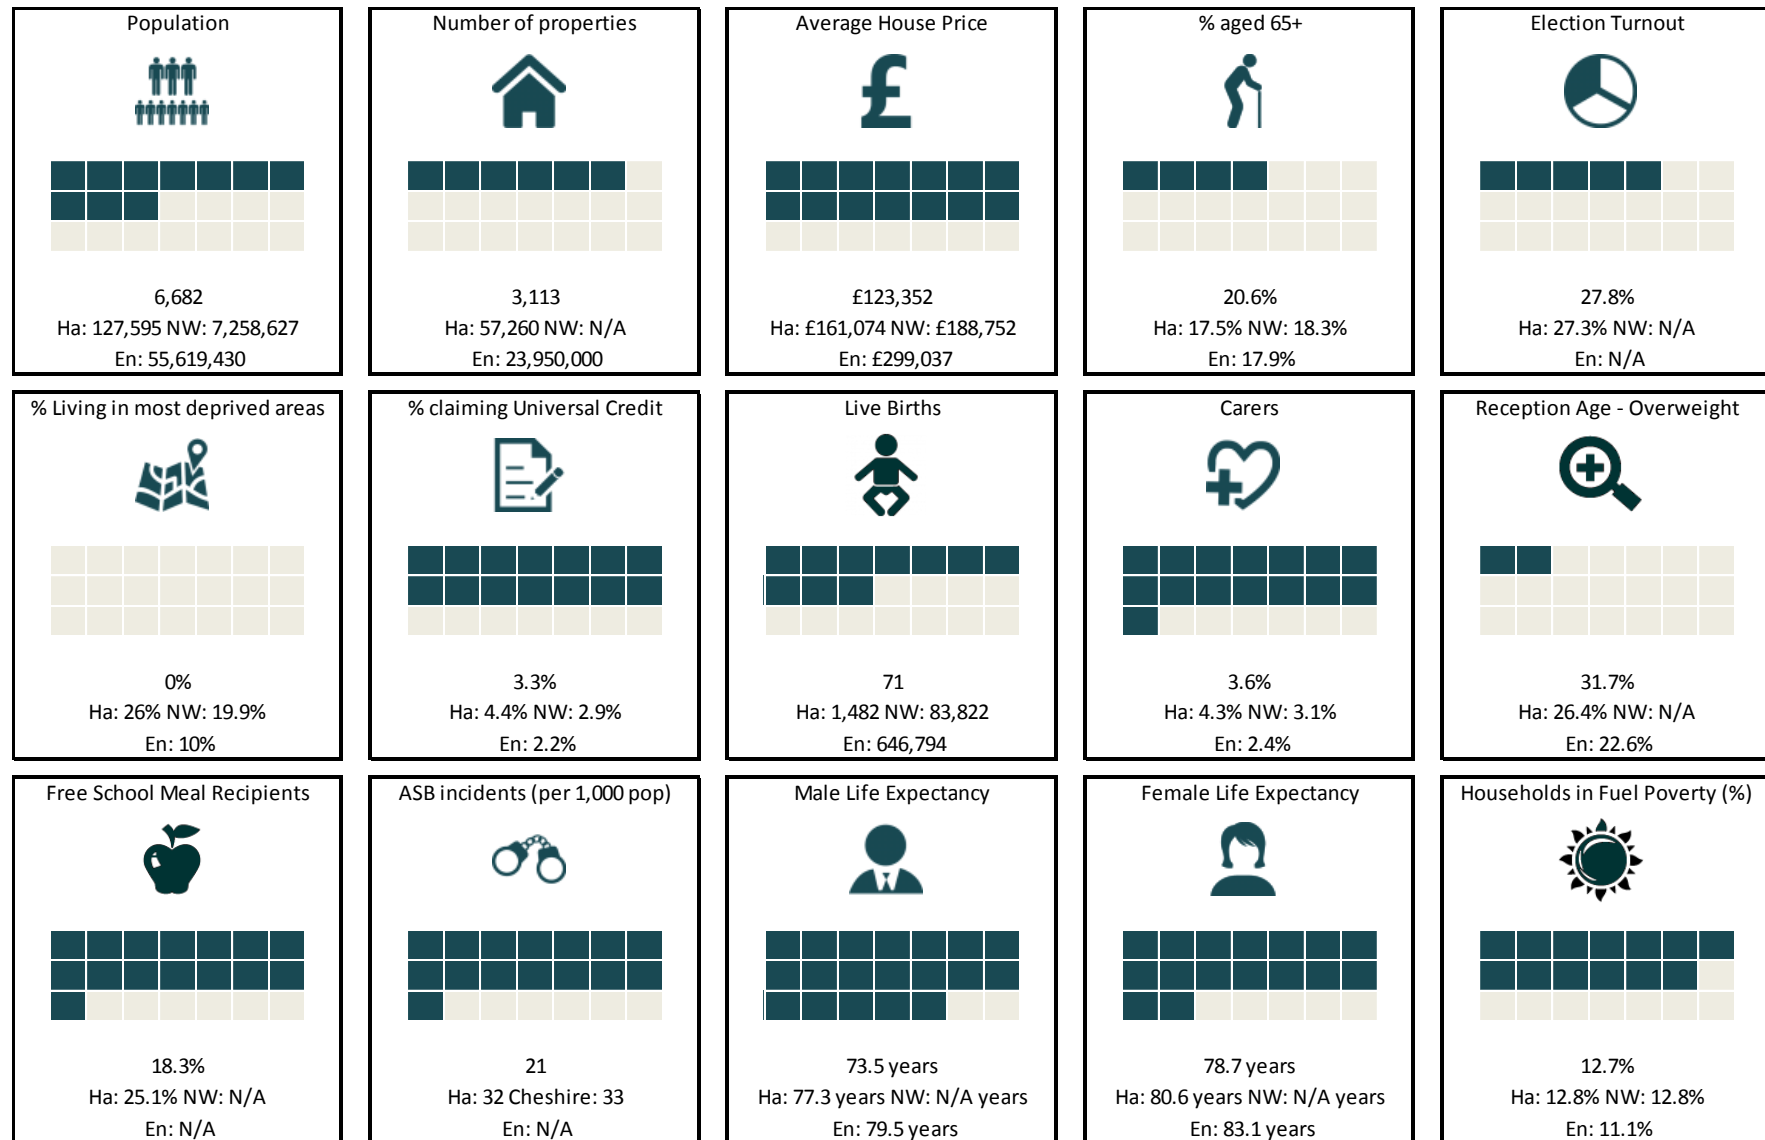 Population
6,682
Ha: 127,595 NW: 7,258,627
En: 55,619,430
Number of properties
3,113
Ha: 57,260 NW: N/A
En: 23,950,000
Average House Price
£
£123,352
Ha: £161,074 NW: £188,752
En: £299,037
% aged 65+
20.6%
Ha: 17.5% NW: 18.3%
En: 17.9%
Election Turnout
27.8%
Ha: 27.3% NW: N/A
En: N/A
% Living in most deprived areas
0%
Ha: 26% NW: 19.9%
En: 10%
% claiming Universal Credit
3.3%
Ha: 4.4% NW: 2.9%
En: 2.2%
Live Births
71
Ha: 1,482 NW: 83,822
En: 646,794
Carers
3.6%
Ha: 4.3% NW: 3.1%
En: 2.4%
Reception Age - Overweight
31.7%
Ha: 26.4% NW: N/A
En: 22.6%
Free School Meal Recipients
18.3%
Ha: 25.1% NW: N/A
En: N/A
ASB incidents (per 1,000 pop)
21
Ha: 32 Cheshire: 33
En: N/A
Male Life Expectancy
73.5 years
Ha: 77.3 years NW: N/A years
En: 79.5 years
Female Life Expectancy
78.7 years
Ha: 80.6 years NW: N/A years
En: 83.1 years
Households in Fuel Poverty (%)
12.7%
Ha: 12.8% NW: 12.8%
En: 11.1%